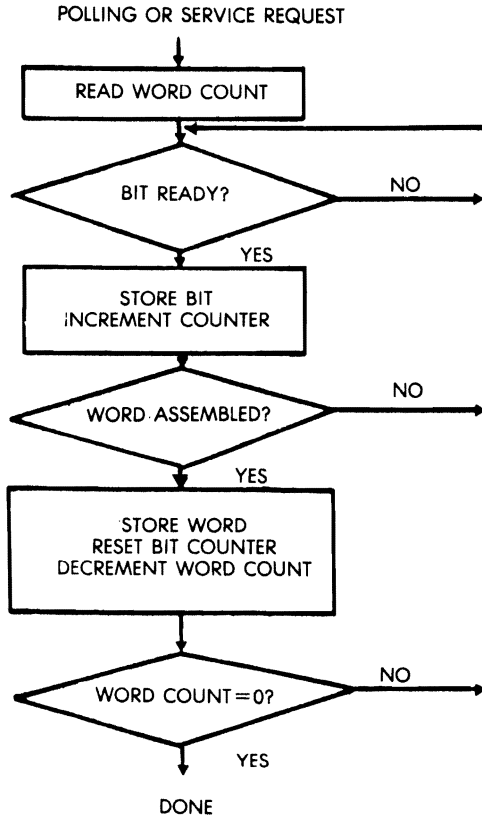 POLLING OR SERVICE REQUEST
READ WORD COUNT
BIT READY?
NO
YES
STORE BIT
INCREMENT COUNTER
WORD ASSEMBLED?
NO
YES
STORE WORD
RESET BIT COUNTER
DECREMENT WORD COUNT
WORD COUNT=0?
NO
YES
DONE